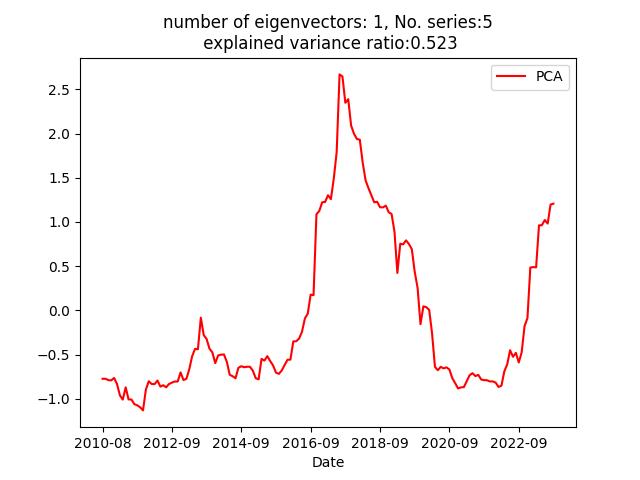 number of eigenvectors: 1, No. series:5
explained variance ratio:0.523
PCA
2.5
2.0
1.5
1.0
0.5
0.0
−0.5
−1.0
2010-08 2012-09 2014-09 2016-09 2018-09 2020-09 2022-09
Date